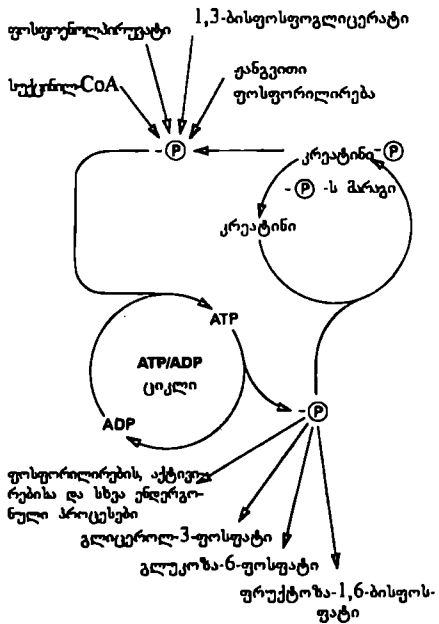 1,3-ბისფოსფოგლიცერატი
ფოსფოენოლპირუვატი
სუქცინილ-CoA
ჟანგვითი
ფოსფორილირება
~ P
კრეატინი~P
~ P -ს მარაგი
კრეატინი
ATP
ATP/ADP
ციკლი
ADP
~ P
ფოსფორილირების, აქტივი-
რებისა და სხვა ენდერგო-
ნული პროცესები
გლიცეროლ-3-ფოსფატი
გლუკოზა-6-ფოსფატი
ფრუქტოზა-1,6-ბისფოს-
ფატი